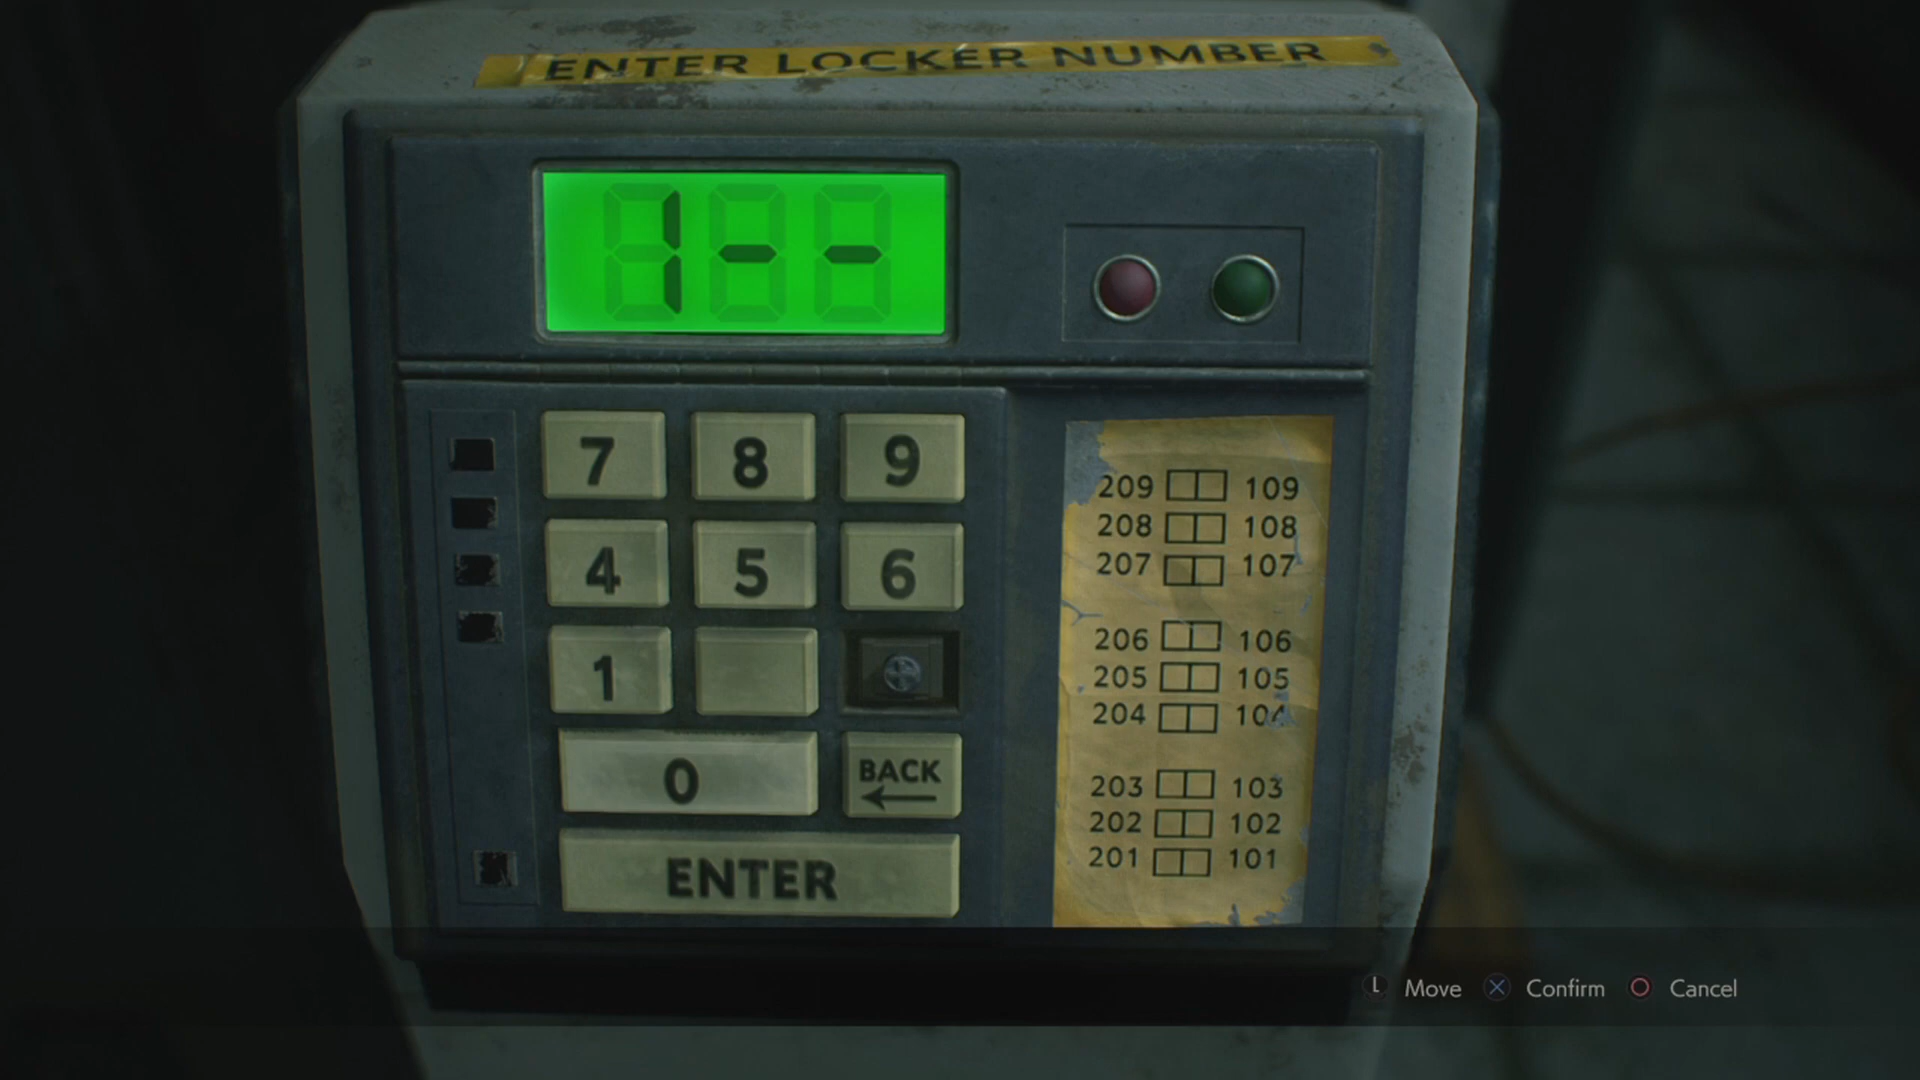 ENTER LOCKER NUMBER
1--
7 8 9
4 5 6
1
0 BACK
ENTER
209 109
208 108
207 107
206 106
205 105
204 104
203 103
202 102
201 101
L Move Confirm Cancel